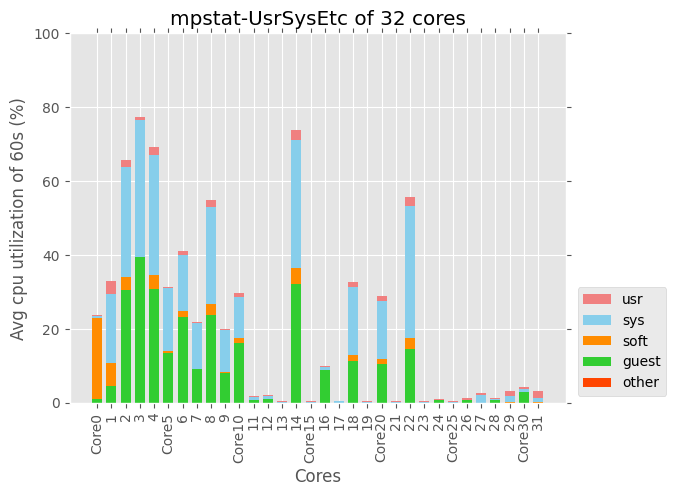 mpstat-UsrSysEtc of 32 cores
Avg cpu utilization of 60s (%)
100
80
60
40
20
0
Core0
1
2
3
4
Core5
6
7
8
9
Core10
11
12
13
14
Core15
16
17
18
19
Core20
21
22
23
24
Core25
26
27
28
29
Core30
31
Cores
usr
sys
soft
guest
other